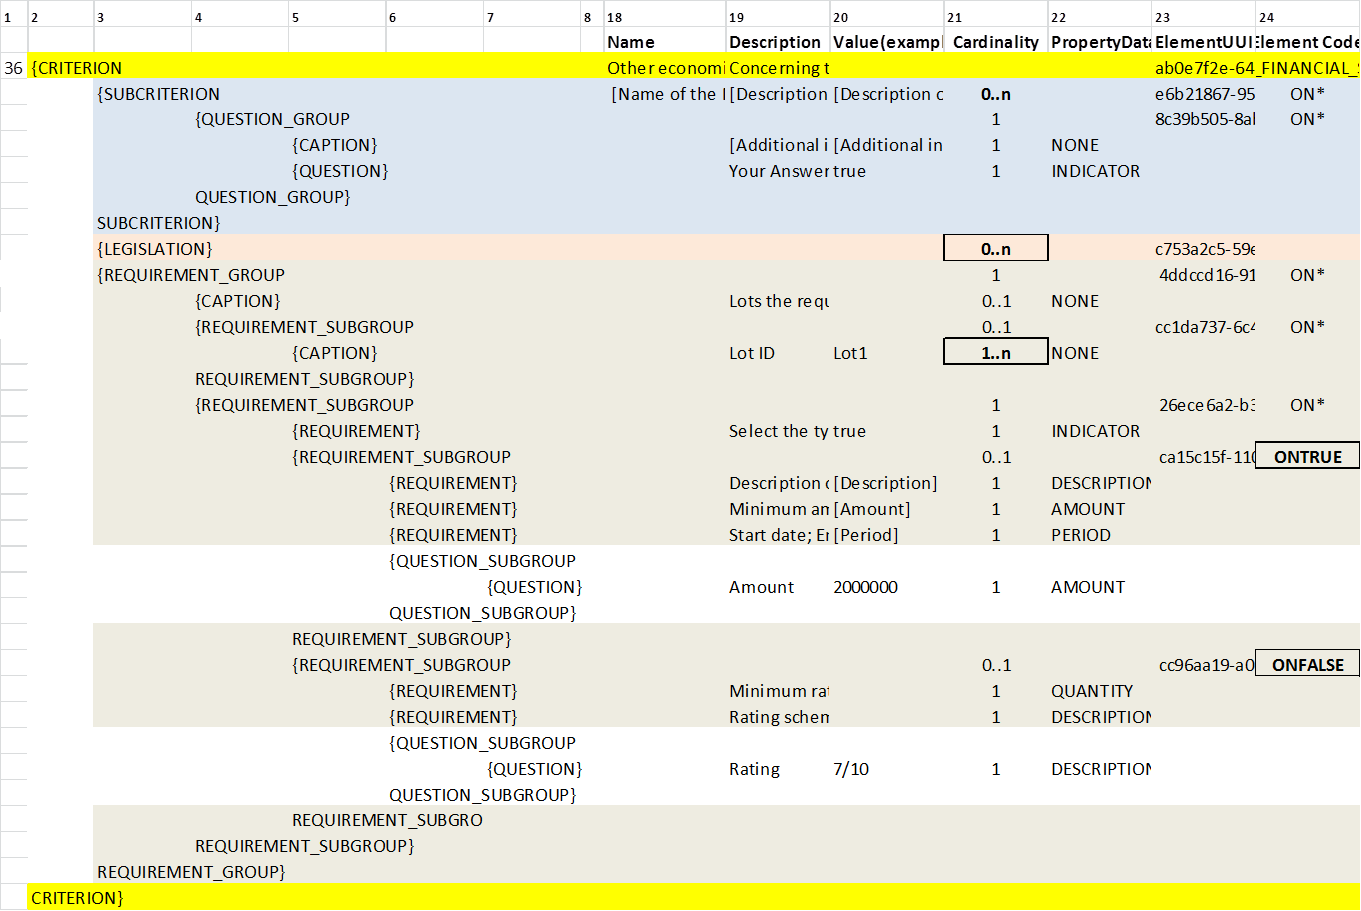 1 2 3 4 5 6 7 8 18 19 20 21 22 23 24
Name Description Value(exampl Cardinality PropertyData ElementUUI Element Code
36 {CRITERION Other economi Concerning t ab0e7f2e-64 _FINANCIAL_
{SUBCRITERION [Name of the [Description [Description c 0..n e6b21867-95 ON*
{QUESTION_GROUP 1 8c39b505-8al ON*
{CAPTION} [Additional i [Additional in 1 NONE
{QUESTION} Your Answer true 1 INDICATOR
QUESTION_GROUP}
SUBCRITERION}
{LEGISLATION} 0..n c753a2c5-59e
{REQUIREMENT_GROUP 1 4ddccd16-91 ON*
{CAPTION} Lots the requ 0..1 NONE
{REQUIREMENT_SUBGROUP 0..1 cc1da737-6c4 ON*
{CAPTION} Lot ID Lot1 1..n NONE
REQUIREMENT_SUBGROUP}
{REQUIREMENT_SUBGROUP 1 26ece6a2-b3 ON*
{REQUIREMENT} Select the ty true 1 INDICATOR
{REQUIREMENT_SUBGROUP 0..1 ca15c15f-110 ONTRUE
{REQUIREMENT} Description c [Description] 1 DESCRIPTION
{REQUIREMENT} Minimum an [Amount] 1 AMOUNT
{REQUIREMENT} Start date; En [Period] 1 PERIOD
{QUESTION_SUBGROUP
{QUESTION} Amount 2000000 1 AMOUNT
QUESTION_SUBGROUP}
REQUIREMENT_SUBGROUP}
{REQUIREMENT_SUBGROUP 0..1 cc96aa19-a0 ONFALSE
{REQUIREMENT} Minimum rat 1 QUANTITY
{REQUIREMENT} Rating schem 1 DESCRIPTION
{QUESTION_SUBGROUP
{QUESTION} Rating 7/10 1 DESCRIPTION
QUESTION_SUBGROUP}
REQUIREMENT_SUBGRO
REQUIREMENT_SUBGROUP}
REQUIREMENT_GROUP}
CRITERION}